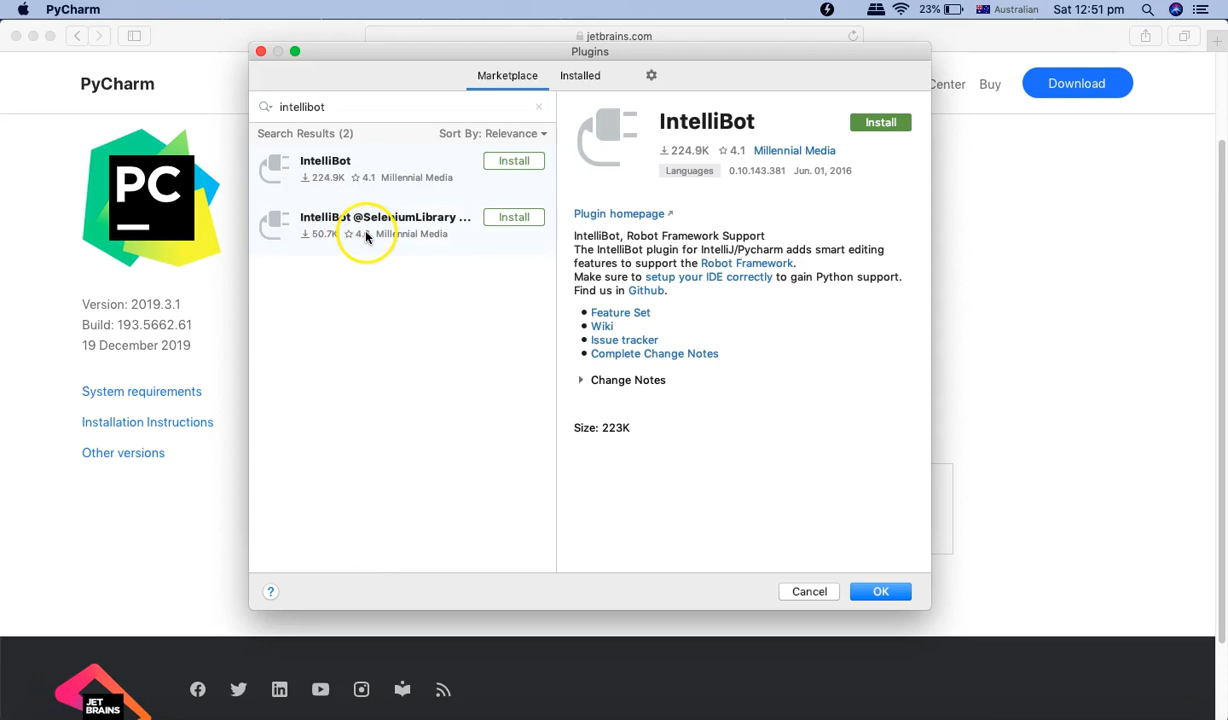 PyCharm
23%
Australian
Sat 12:51 pm
jetbrains.com
Plugins
PyCharm
Marketplace
Installed
Center
Buy
Download
intellibot
Search Results (2)
Sort By: Relevance
IntelliBot
Install
224.9K
4.1
Millennial Media
IntelliBot @SeleniumLibrary ...
Install
50.7K
Millennial Media
IntelliBot
Install
224.9K
4.1
Millennial Media
Languages
0.10.143.381
Jun. 01, 2016
Plugin homepage
IntelliBot, Robot Framework Support
The IntelliBot plugin for IntelliJ/Pycharm adds smart editing
features to support the Robot Framework.
Make sure to setup your IDE correctly to gain Python support.
Find us in Github.
Feature Set
Wiki
Issue tracker
Complete Change Notes
Change Notes
Size: 223K
?
Cancel
OK
PC
Version: 2019.3.1
Build: 193.5662.61
19 December 2019
System requirements
Installation Instructions
Other versions
JET
BRAINS